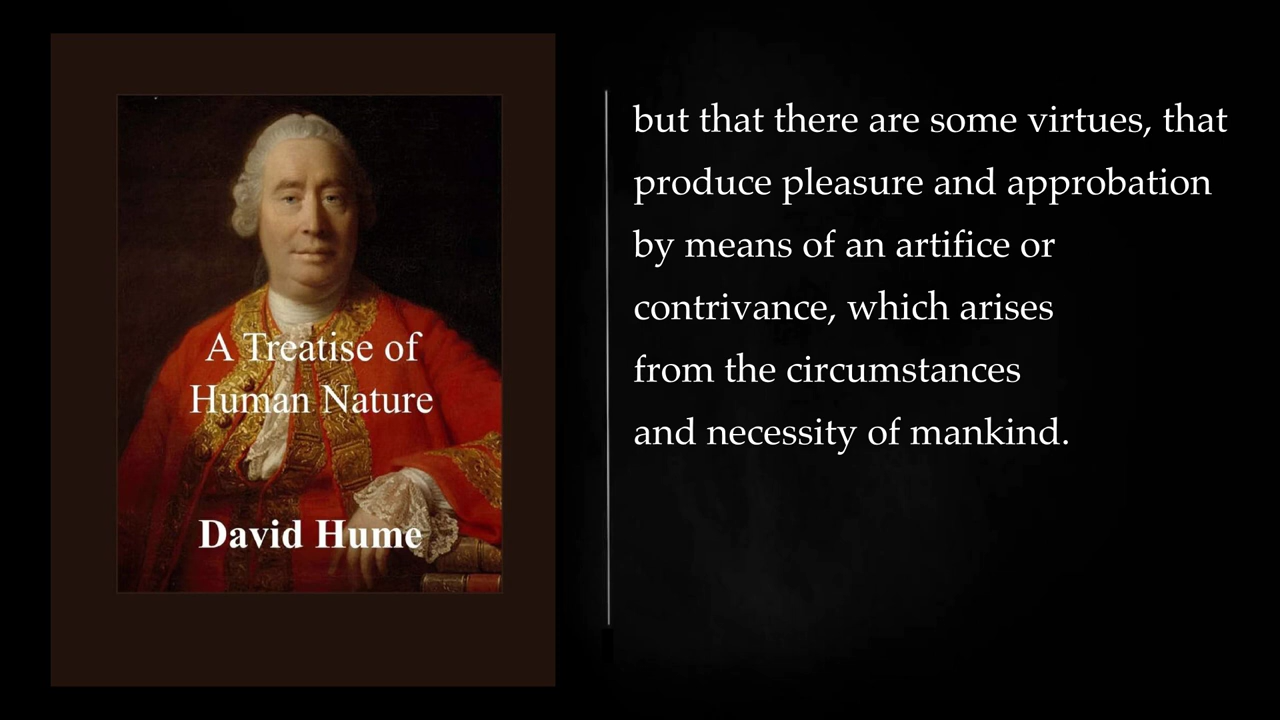 A Treatise of
Human Nature
David Hume
but that there are some virtues, that
produce pleasure and approbation
by means of an artifice or
contrivance, which arises
from the circumstances
and necessity of mankind.